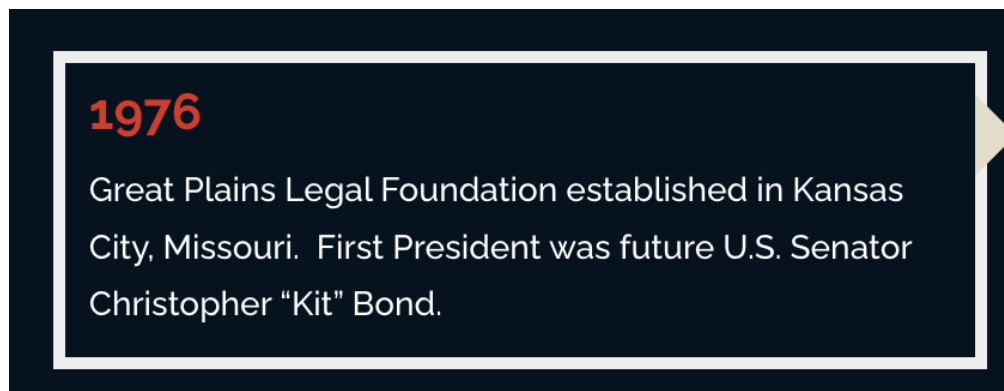 1976
Great Plains Legal Foundation established in Kansas
City, Missouri.  First President was future U.S. Senator
Christopher “Kit” Bond.